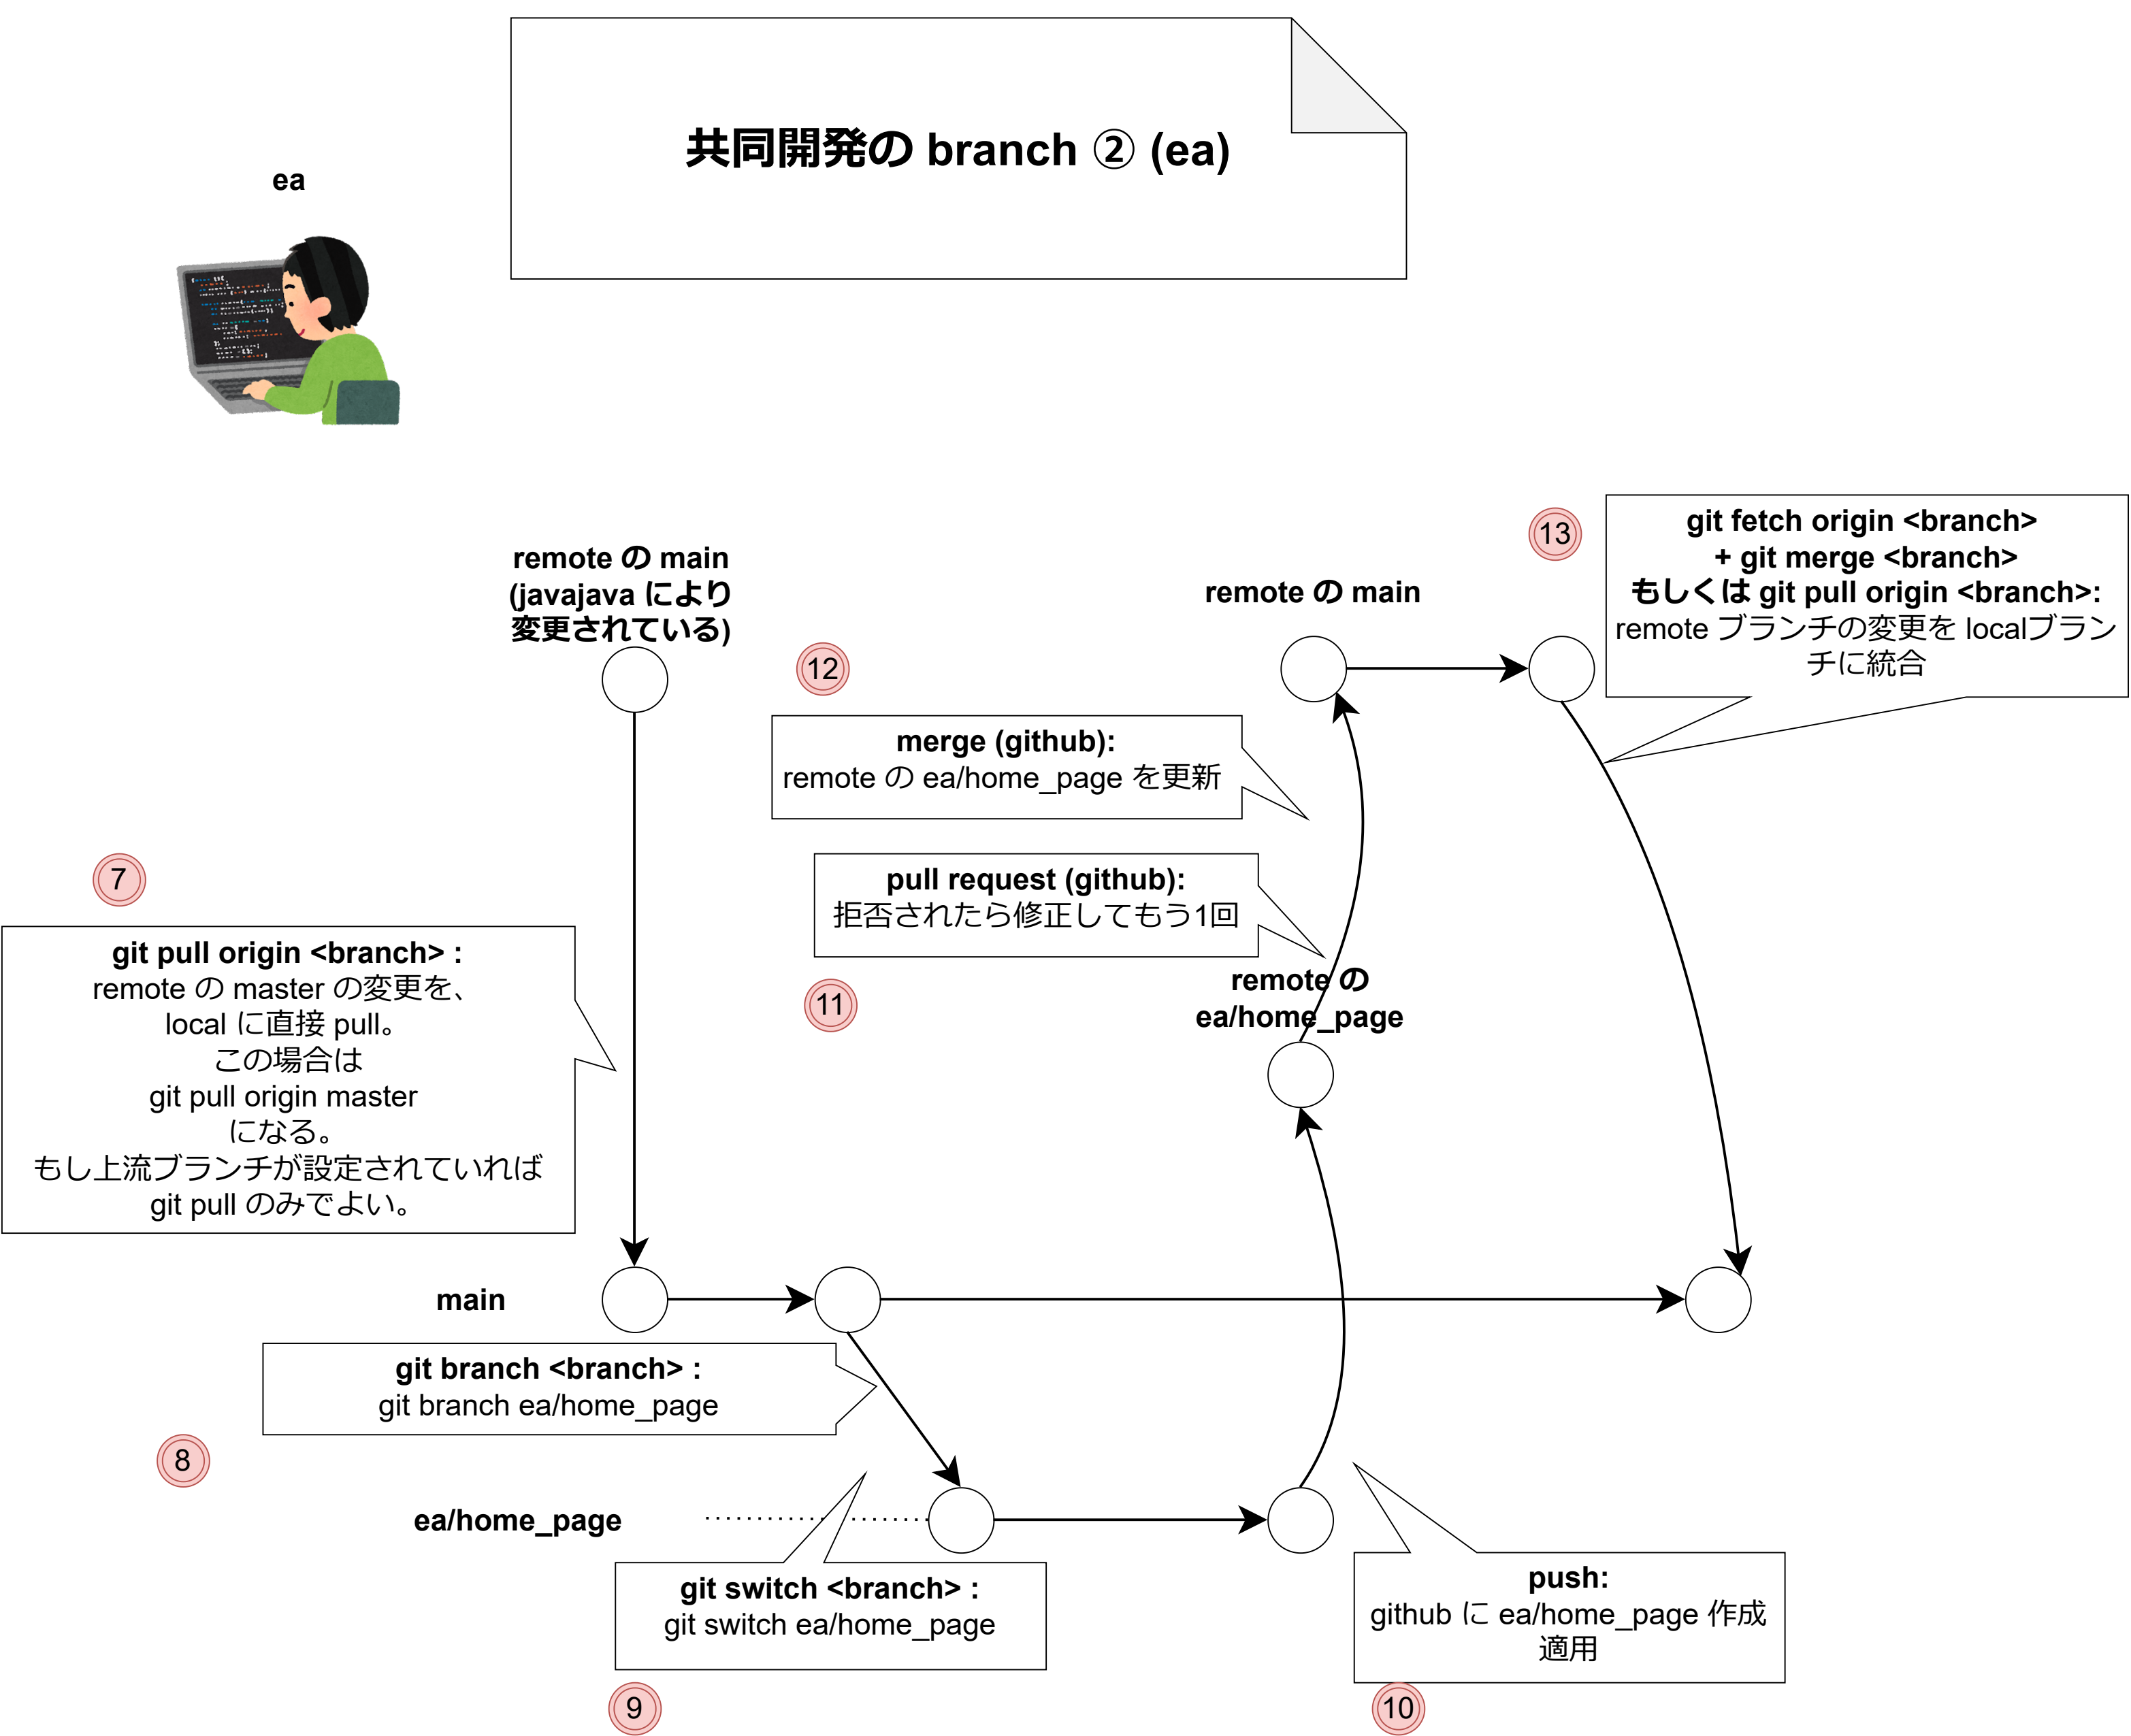 共同開発の branch ② (ea)
ea
remote の main
(javajava により
変更されている)
7
git pull origin <branch> :
remote の master の変更を、
local に直接 pull。
この場合は
git pull origin master
になる。
もし上流ブランチが設定されていれば
git pull のみでよい。
main
git branch <branch> :
git branch ea/home_page
8
ea/home_page
git switch <branch> :
git switch ea/home_page
9
push:
github に ea/home_page 作成
適用
10
remote の
ea/home_page
11
pull request (github):
拒否されたら修正してもう1回
12
merge (github):
remote の ea/home_page を更新
remote の main
13
git fetch origin <branch>
+ git merge <branch>
もしくは git pull origin <branch>:
remote ブランチの変更を localブラン
チに統合